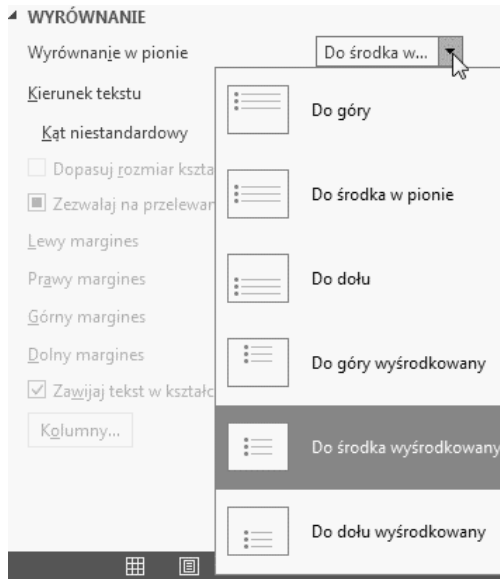 WYRÓWNANIE
Wyrównanie w pionie
Do środka w...
Kierunek tekstu
Kąt niestandardowy
Dopasuj rozmiar kszta
Zezwalaj na przelewar
Lewy margines
Prawy margines
Górny margines
Dolny margines
Zawijaj tekst w kształc
Kolumny...
Do góry
Do środka w pionie
Do dołu
Do góry wyśrodkowany
Do środka wyśrodkowany
Do dołu wyśrodkowany